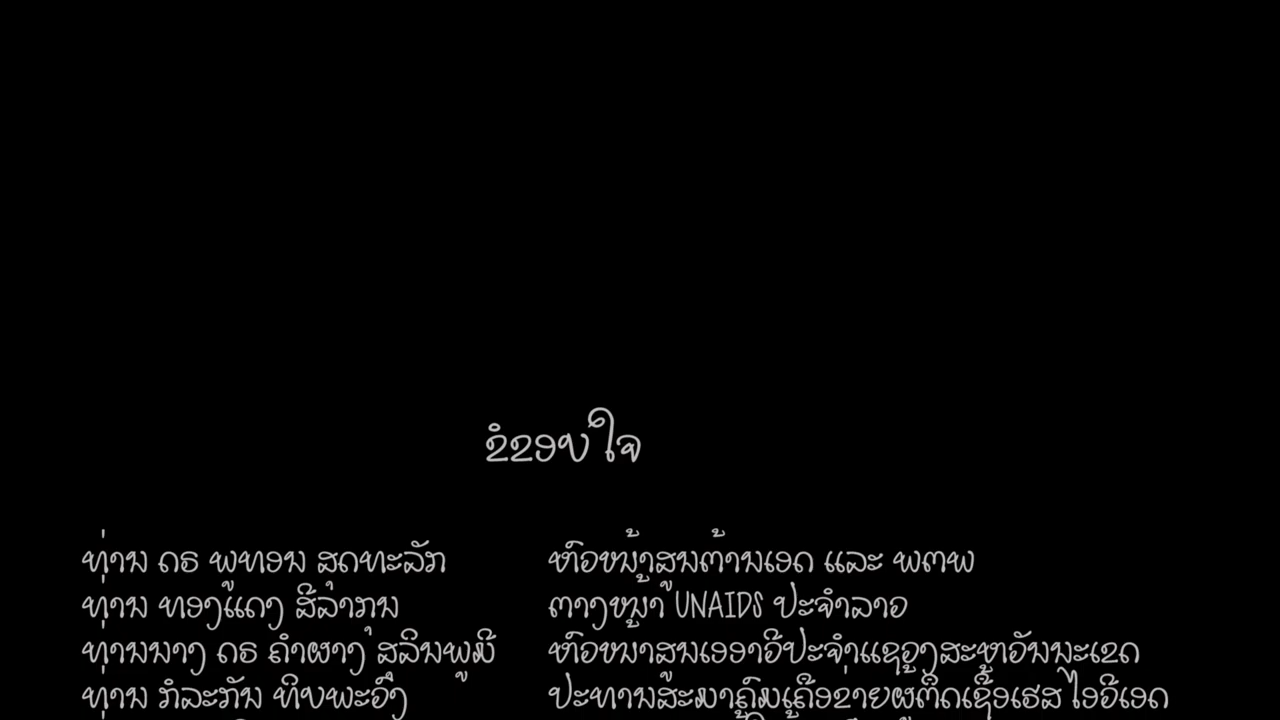 ຂໍຂອບໃຈ
ທ່ານ ດຣ ພູທອນ ສຸດທະລັກ ຫົວໜ້າສູນຕ້ານເອດ ແລະ ພຕພ
ທ່ານ ທອງແດງ ສີລາກຸນ ຕາງໜ້າ UNAIDS ປະຈຳລາວ
ທ່ານນາງ ດຣ ຄຳຜາງ ສຸລິນພູມີ ຫົວໜ້າສູນເອອາວີປະຈຳແຂວງສະຫວັນນະເຂດ
ທ່ານ ກໍລະກັນ ທິບພະວົງ ປະທານສະມາຄົມເຄືອຂ່າຍຜູ້ຕິດເຊື້ອເຮສໄອວີເອດ